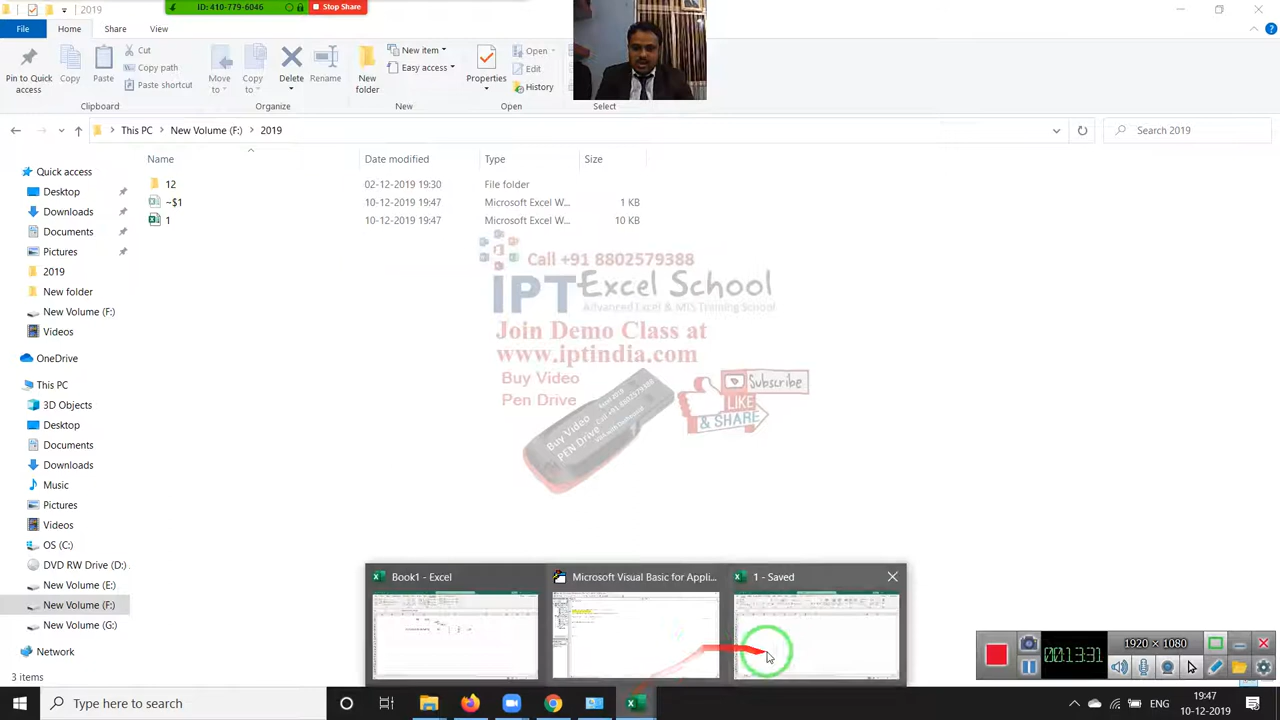 2019
ID: 410-779-6046
Stop Share
File
Home
Share
View
Pin to Quick access
Copy
Paste
Cut
Copy path
Paste shortcut
Clipboard
Move to
Copy to
Delete
Rename
Organize
New folder
New item
Easy access
New
Properties
Open
Edit
History
Open
Select
This PC
New Volume (F:)
2019
Search 2019
Name
Date modified
Type
Size
12
02-12-2019 19:30
File folder
~$1
10-12-2019 19:47
Microsoft Excel W...
1 KB
1
10-12-2019 19:47
Microsoft Excel W...
10 KB
Quick access
Desktop
Downloads
Documents
Pictures
2019
New folder
New Volume (F:)
Videos
OneDrive
This PC
3D Objects
Desktop
Documents
Downloads
Music
Pictures
Videos
OS (C:)
DVD RW Drive (D:)
New Volume (E:)
New Volume (F:)
New Volume (G:)
Network
3 items
Call +91 8802579388
IPT Excel School
Advanced Excel & MIS Training School
Join Demo Class at
www.iptindia.com
Buy Video
Pen Drive
Subscribe
LIKE
& SHARE
Buy Video
PEN Drive
Call +91 8802579388
Book1 - Excel
Microsoft Visual Basic for Appli...
1 - Saved
00:13:31
1920 × 1080
Type here to search
ENG
19:47
10-12-2019